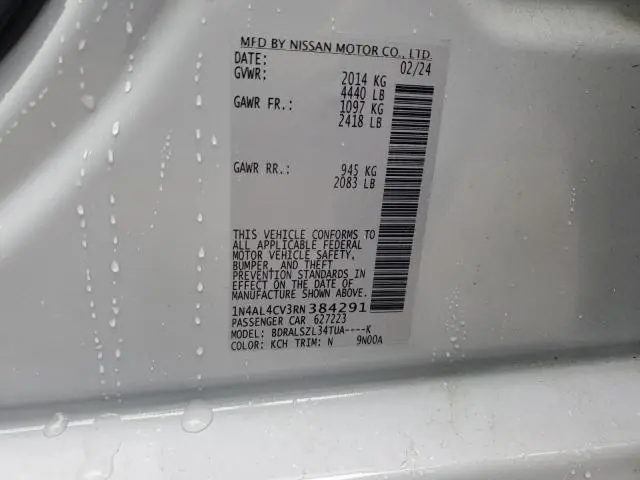 MFD BY NISSAN MOTOR CO., LTD.
DATE: 02/24
GVWR: 2014 KG
4440 LB
GAWR FR.: 1097 KG
2418 LB
GAWR RR.: 945 KG
2083 LB
THIS VEHICLE CONFORMS TO
ALL APPLICABLE FEDERAL
MOTOR VEHICLE SAFETY,
BUMPER, AND THEFT
PREVENTION STANDARDS IN
EFFECT ON THE DATE OF
MANUFACTURE SHOWN ABOVE.
1N4AL4CV3RN384291
PASSENGER CAR 627223
MODEL: BDRALSZL34TUA----K
COLOR: KCH TRIM: N 9N00A